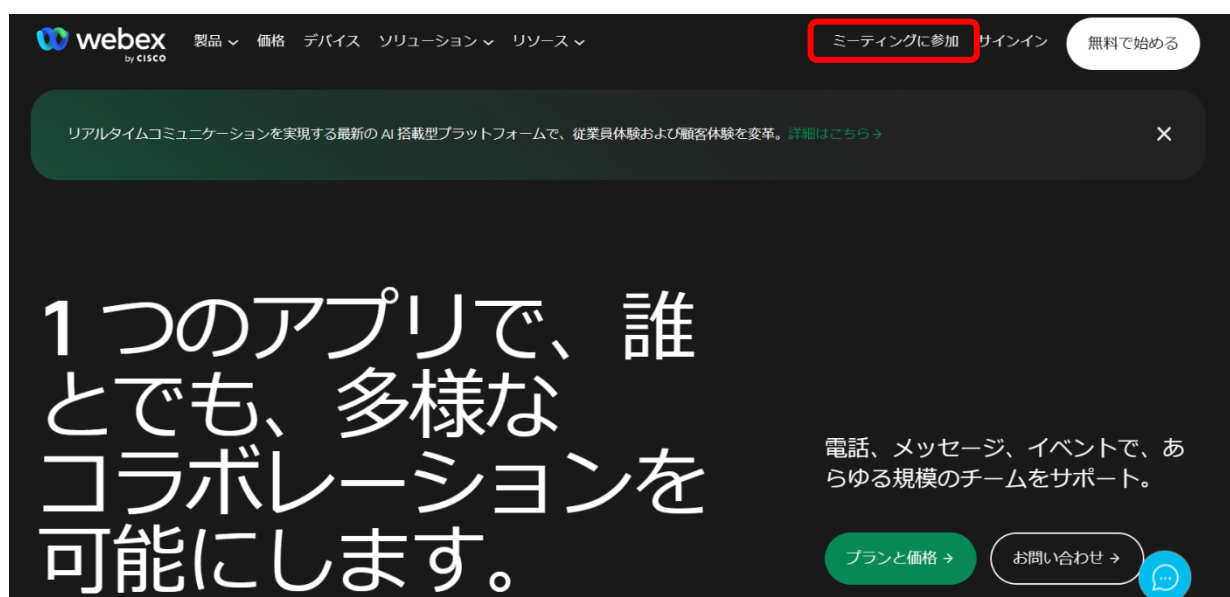 webex
by CISCO
製品 価格 デバイス ソリューション リソース
ミーティングに参加 サインイン 無料で始める
リアルタイムコミュニケーションを実現する最新の AI 搭載型プラットフォームで、従業員体験および顧客体験を変革。詳細はこちら→
1 つのアプリで、誰
とでも、多様な
コラボレーションを
可能にします。
電話、メッセージ、イベントで、あ
らゆる規模のチームをサポート。
プランと価格 → お問い合わせ →